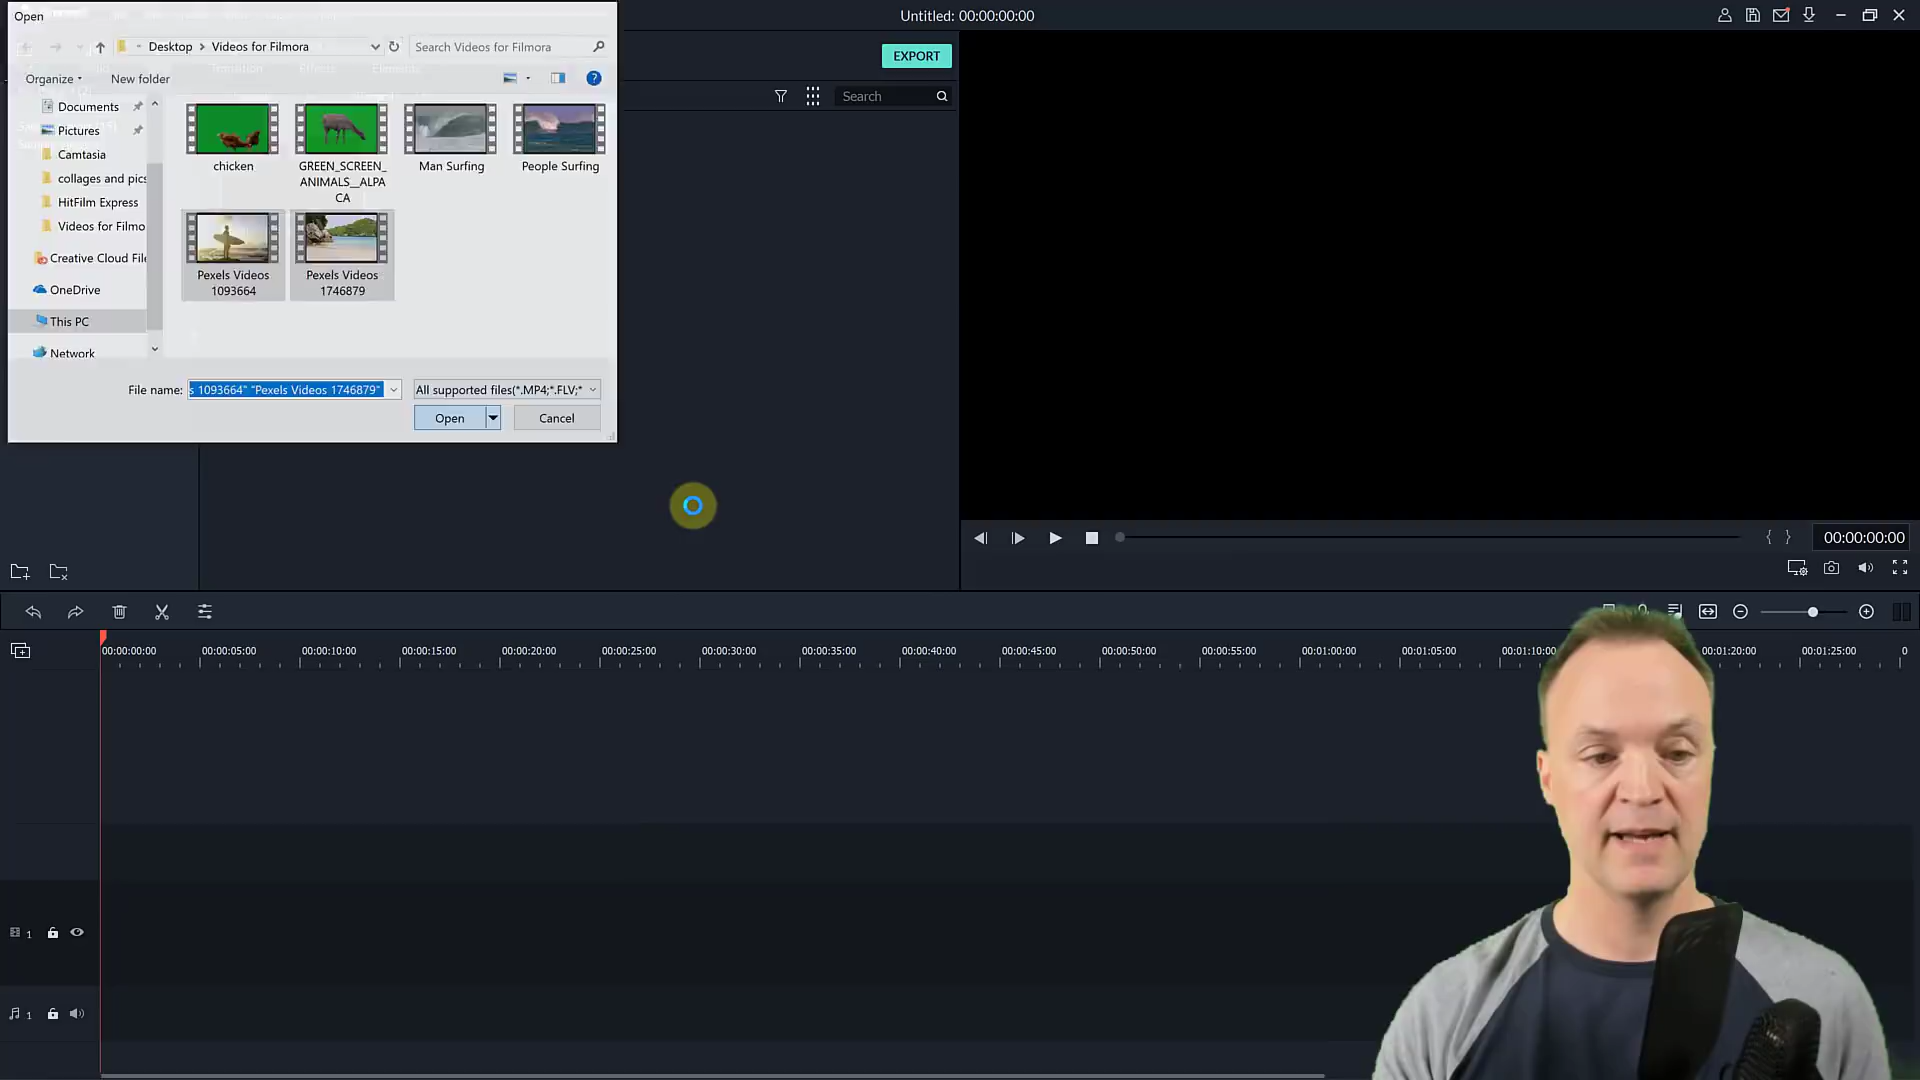 Open
Untitled: 00:00:00:00
Desktop
Videos for Filmora
Search Videos for Filmora
EXPORT
Organize
New folder
Search
Documents
Pictures
Camtasia
collages and pics
HitFilm Express
Videos for Filmo
Creative Cloud File
OneDrive
This PC
Network
chicken
GREEN_SCREEN_
ANIMALS__ALPA
CA
Man Surfing
People Surfing
Pexels Videos
1093664
Pexels Videos
1746879
File name:
s 1093664" "Pexels Videos 1746879"
All supported files(*.MP4;*.FLV;*
Open
Cancel
00:00:00:00
00:00:00:00
00:00:05:00
00:00:10:00
00:00:15:00
00:00:20:00
00:00:25:00
00:00:30:00
00:00:35:00
00:00:40:00
00:00:45:00
00:00:50:00
00:00:55:00
00:01:00:00
00:01:05:00
00:01:10:00
00:01:20:00
00:01:25:00
0
1
1